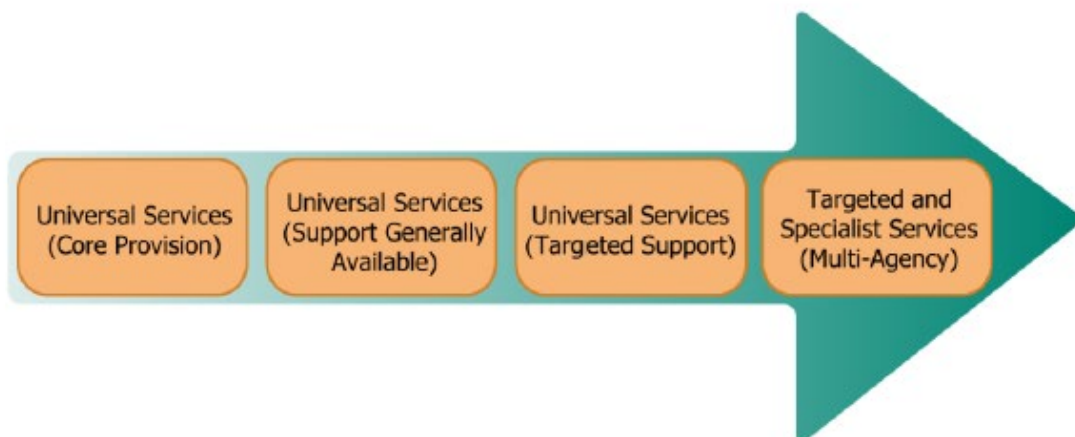 Universal Services
(Core Provision)
Universal Services
(Support Generally
Available)
Universal Services
(Targeted Support)
Targeted and
Specialist Services
(Multi-Agency)